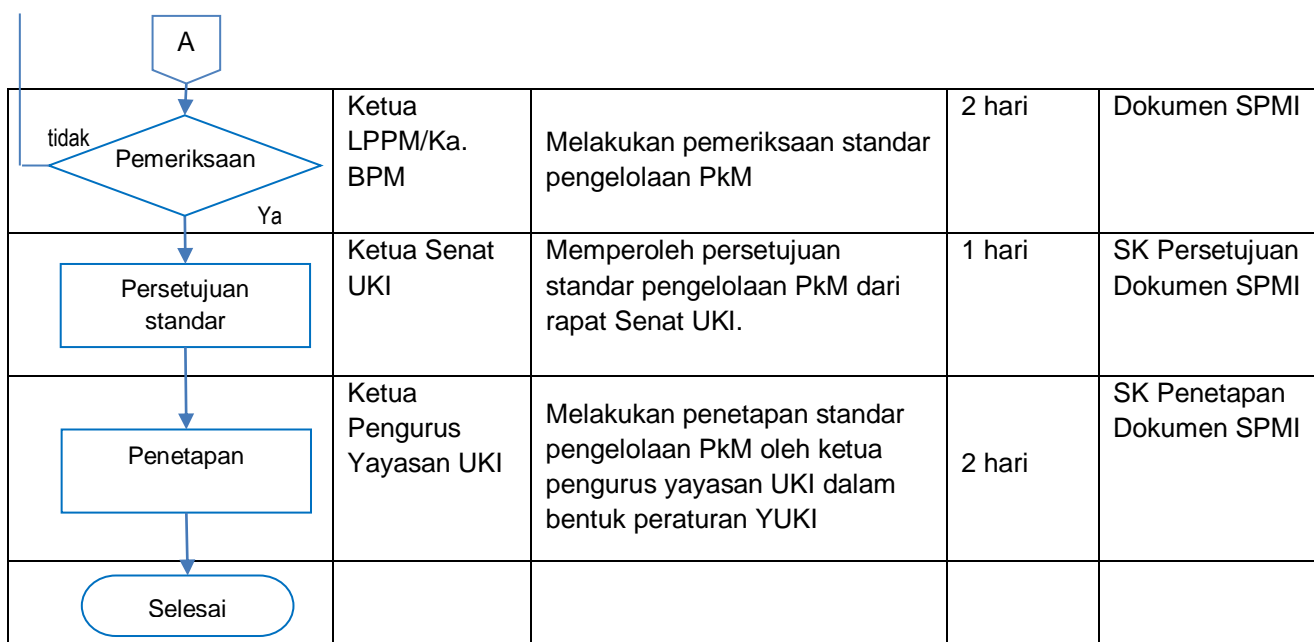 A
tidak
Pemeriksaan
Ya
Ketua
LPPM/Ka.
BPM
Melakukan pemeriksaan standar
pengelolaan PkM
2 hari
Dokumen SPMI
Persetujuan
standar
Ketua Senat
UKI
Memperoleh persetujuan
standar pengelolaan PkM dari
rapat Senat UKI.
1 hari
SK Persetujuan
Dokumen SPMI
Penetapan
Ketua
Pengurus
Yayasan UKI
Melakukan penetapan standar
pengelolaan PkM oleh ketua
pengurus yayasan UKI dalam
bentuk peraturan YUKI
2 hari
SK Penetapan
Dokumen SPMI
Selesai